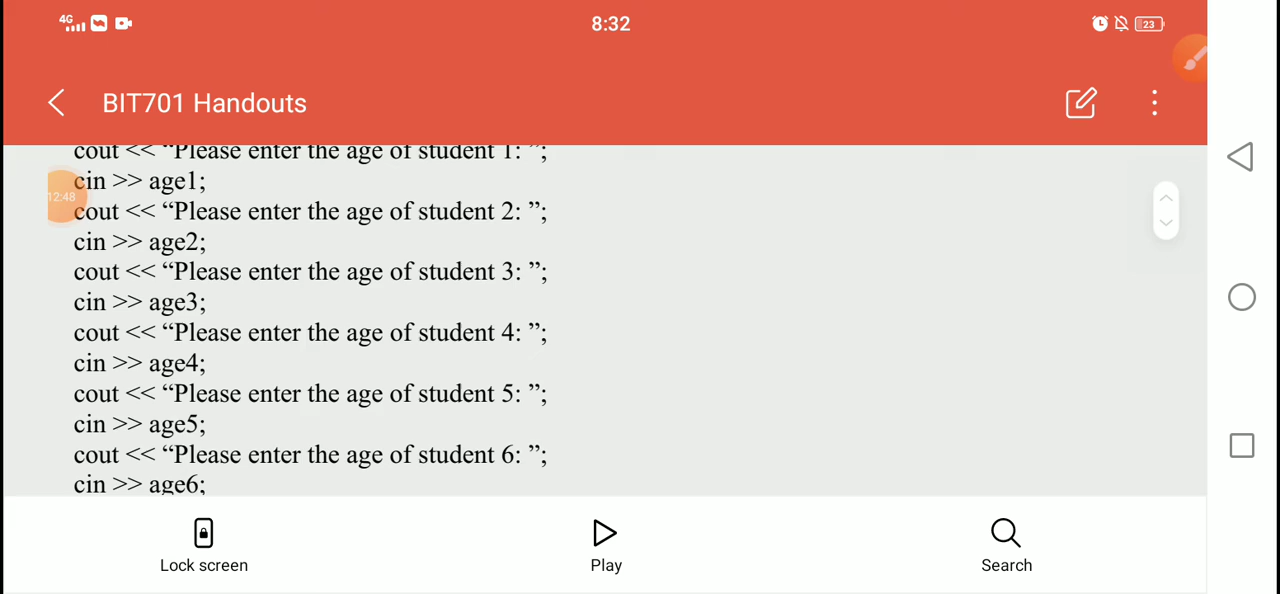 4G
8:32
23
BIT701 Handouts
cout << “Please enter the age of student 1: ”;
12:48
cin >> age1;
cout << “Please enter the age of student 2: ”;
cin >> age2;
cout << “Please enter the age of student 3: ”;
cin >> age3;
cout << “Please enter the age of student 4: ”;
cin >> age4;
cout << “Please enter the age of student 5: ”;
cin >> age5;
cout << “Please enter the age of student 6: ”;
cin >> age6;
Lock screen
Play
Search